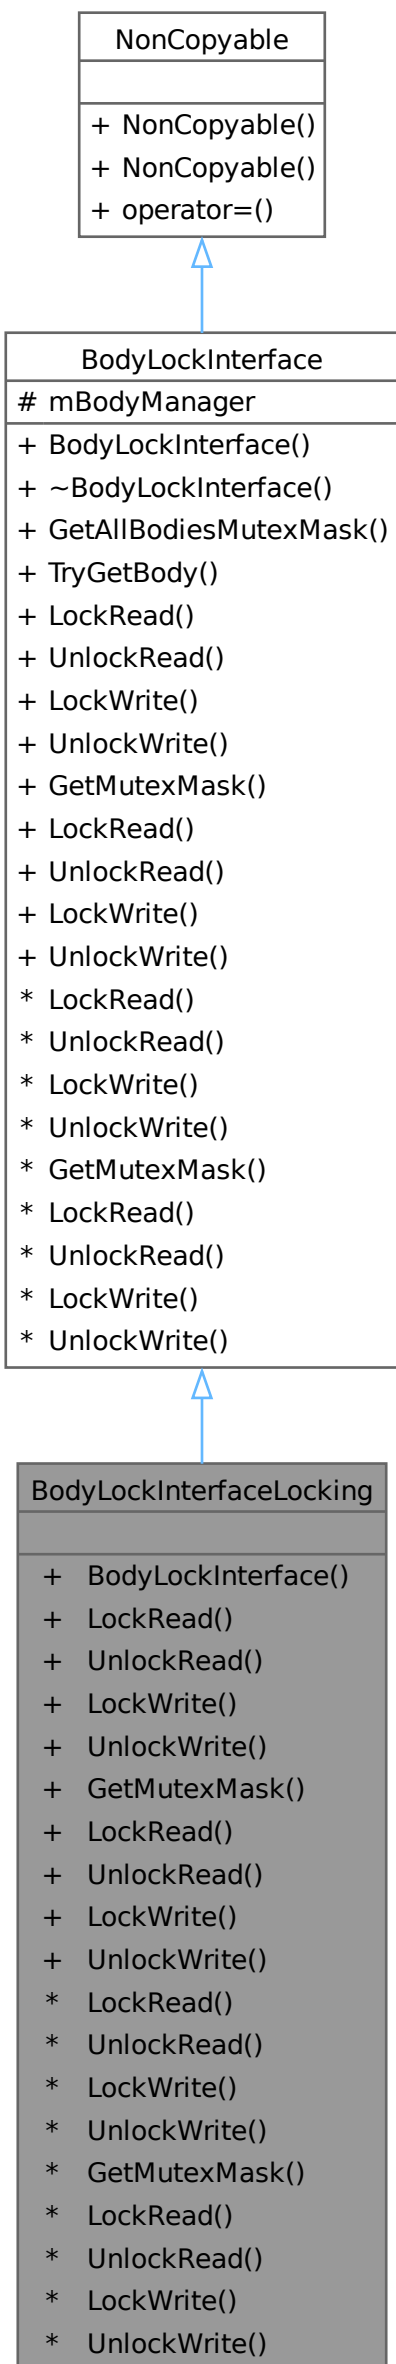 NonCopyable
+ NonCopyable()
+ NonCopyable()
+ operator=()
BodyLockInterface
# mBodyManager
+ BodyLockInterface()
+ ~BodyLockInterface()
+ GetAllBodiesMutexMask()
+ TryGetBody()
+ LockRead()
+ UnlockRead()
+ LockWrite()
+ UnlockWrite()
+ GetMutexMask()
+ LockRead()
+ UnlockRead()
+ LockWrite()
+ UnlockWrite()
* LockRead()
* UnlockRead()
* LockWrite()
* UnlockWrite()
* GetMutexMask()
* LockRead()
* UnlockRead()
* LockWrite()
* UnlockWrite()
BodyLockInterfaceLocking
+ BodyLockInterface()
+ LockRead()
+ UnlockRead()
+ LockWrite()
+ UnlockWrite()
+ GetMutexMask()
+ LockRead()
+ UnlockRead()
+ LockWrite()
+ UnlockWrite()
* LockRead()
* UnlockRead()
* LockWrite()
* UnlockWrite()
* GetMutexMask()
* LockRead()
* UnlockRead()
* LockWrite()
* UnlockWrite()